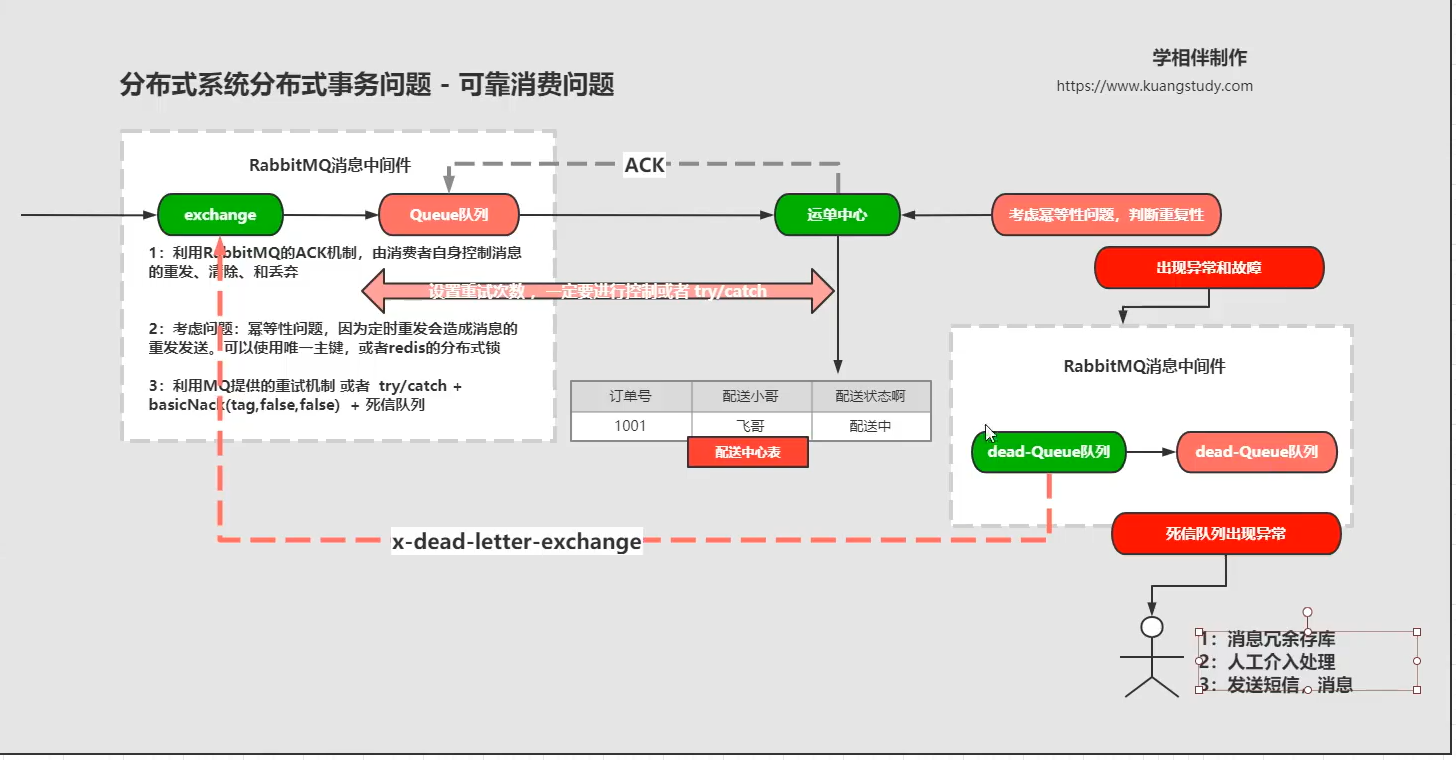 学相伴制作
分布式系统分布式事务问题 - 可靠消费问题
https://www.kuangstudy.com
RabbitMQ消息中间件
ACK
exchange
Queue队列
运单中心
考虑幂等性问题，判断重复性
1：利用RabbitMQ的ACK机制，由消费者自身控制消息
的重发、清除、和丢弃
出现异常和故障
设置重试次数 ，一定要进行控制或者 try/catch
2：考虑问题：幂等性问题，因为定时重发会造成消息的
重发发送。可以使用唯一主键，或者redis的分布式锁
RabbitMQ消息中间件
3：利用MQ提供的重试机制 或者 try/catch +
basicNack(tag,false,false) + 死信队列
订单号 配送小哥 配送状态啊
1001 飞哥 配送中
配送中心表
dead-Queue队列
dead-Queue队列
死信队列出现异常
x-dead-letter-exchange
1：消息冗余存库
2：人工介入处理
3：发送短信，消息